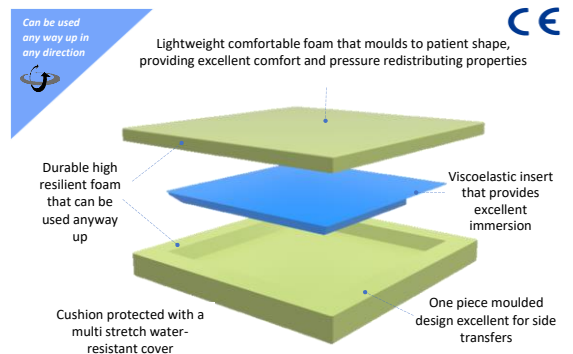 Can be used
any way up in
any direction
CE
Lightweight comfortable foam that moulds to patient shape,
providing excellent comfort and pressure redistributing properties
Durable high
resilient foam
that can be
used anyway
up
Viscoelastic insert
that provides
excellent
immersion
Cushion protected with a
multi stretch water-
resistant cover
One piece moulded
design excellent for side
transfers